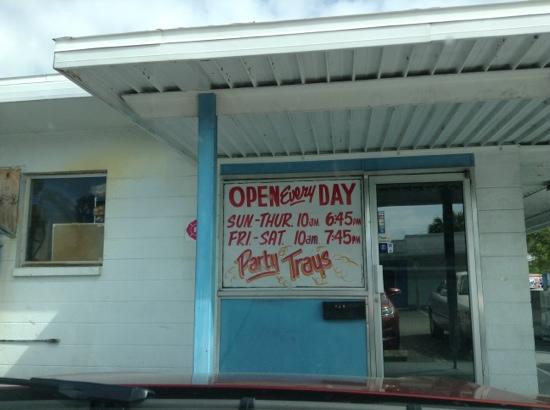 OPEN Every DAY
SUN-THUR 10am 6:45pm
FRI.-SAT 10am 7:45pm
Party Trays